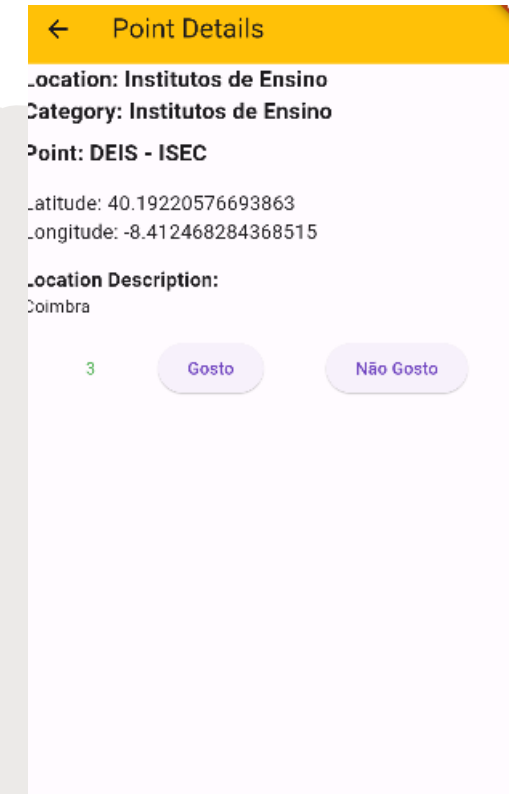 Point Details
Location: Institutos de Ensino
Category: Institutos de Ensino
Point: DEIS - ISEC
Latitude: 40.19220576693863
Longitude: -8.412468284368515
Location Description:
Coimbra
3 Gosto Não Gosto